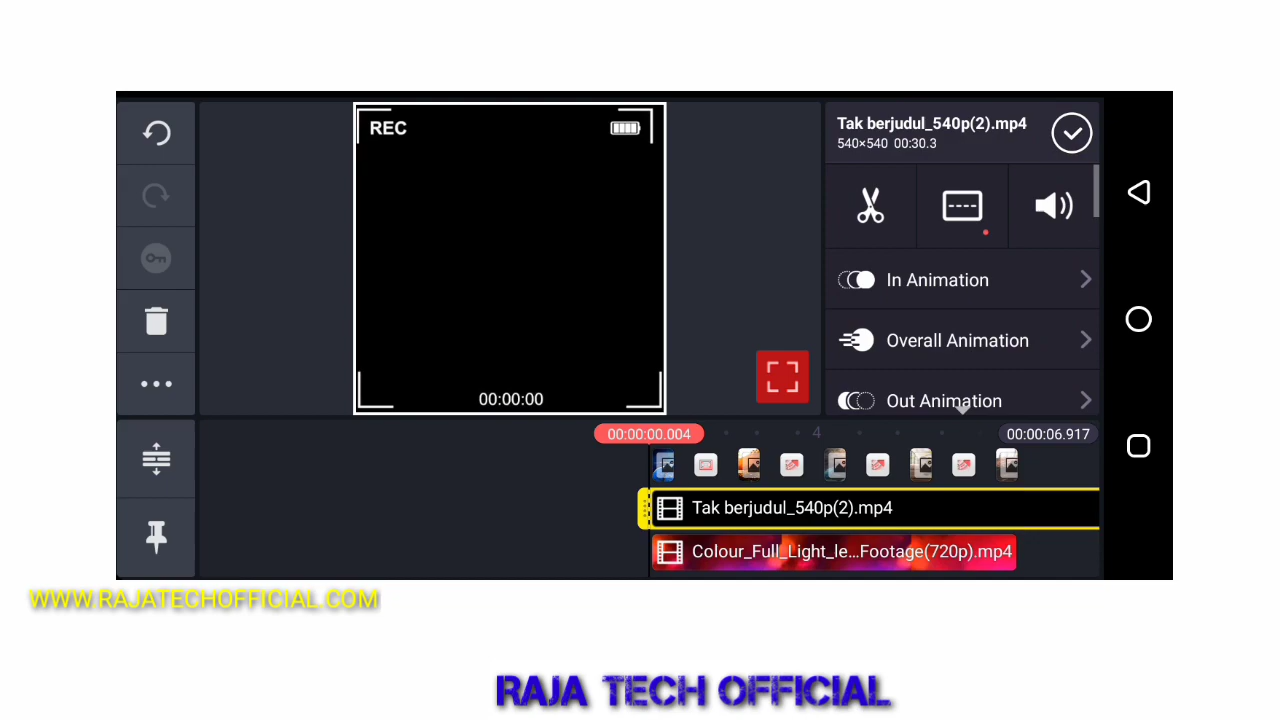 REC
00:00:00
Tak berjudul_540p(2).mp4
540×540 00:30.3
In Animation
Overall Animation
Out Animation
00:00:00.004
4
00:00:06.917
Tak berjudul_540p(2).mp4
Colour_Full_Light_le...Footage(720p).mp4
WWW.RAJATECHOFFICIAL.COM
RAJA TECH OFFICIAL